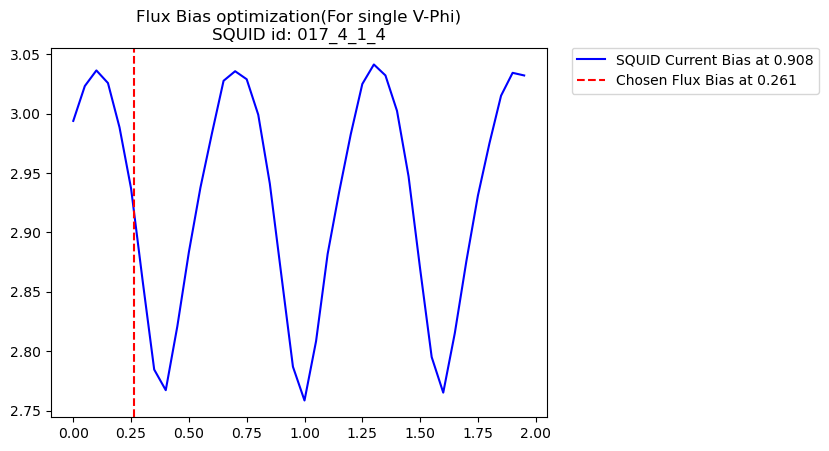 Flux Bias optimization(For single V-Phi)
SQUID id: 017_4_1_4
SQUID Current Bias at 0.908
Chosen Flux Bias at 0.261
3.05
3.00
2.95
2.90
2.85
2.80
2.75
0.00 0.25 0.50 0.75 1.00 1.25 1.50 1.75 2.00